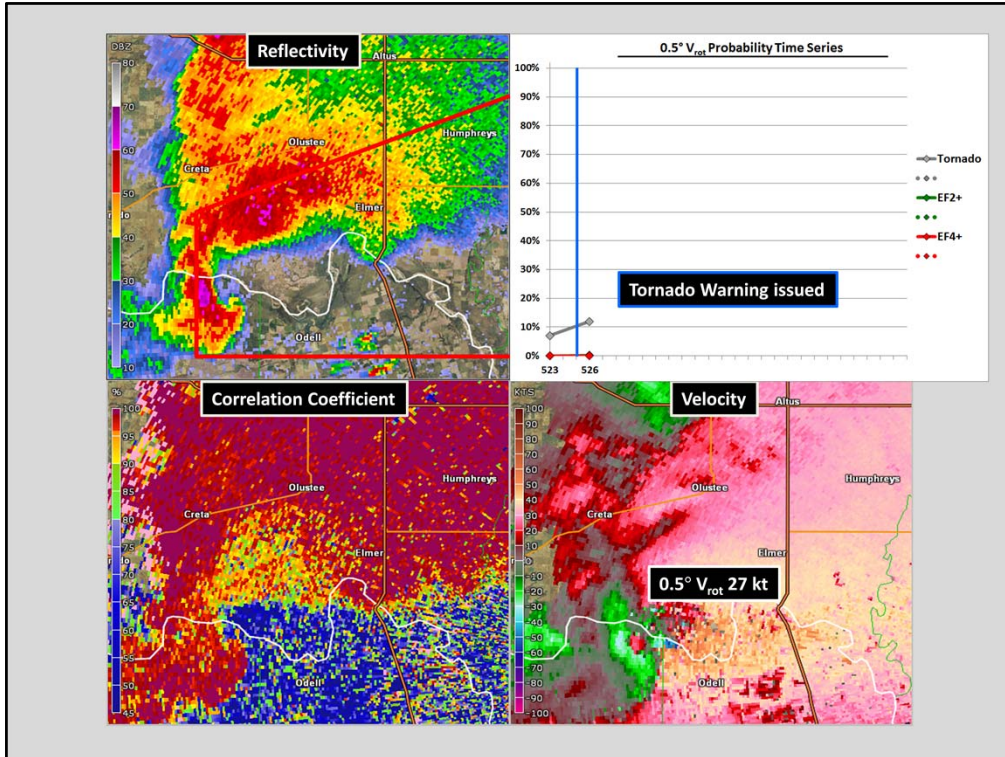 DBZ
Reflectivity
80
70
60
50
40
30
20
10
Altus
Humphreys
Olustee
Creta
Elmer
Odell
0.5° Vrot Probability Time Series
100%
90%
80%
70%
60%
50%
40%
30%
20%
10%
0%
523 526
Tornado Warning issued
Tornado
EF2+
EF4+
%
Correlation Coefficient
100
95
90
85
80
75
70
65
60
55
50
45
Altus
Humphreys
Olustee
Creta
Elmer
Odell
KTS
Velocity
100
90
80
70
60
50
40
30
20
10
-10
-20
-30
-40
-50
-60
-70
-80
-90
-100
Altus
Humphreys
Olustee
Creta
Elmer
0.5° Vrot 27 kt
Odell